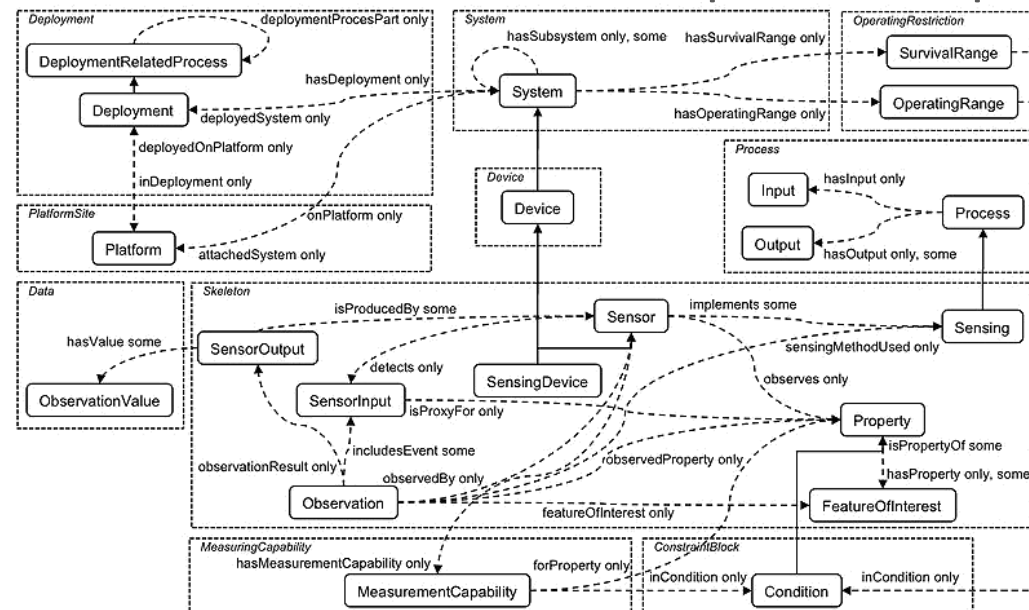 Deployment
deploymentProcesPart only
DeploymentRelatedProcess
hasDeployment only
Deployment
deployedSystem only
deployedOnPlatform only
inDeployment only
System
hasSubsystem only, some
hasSurvivalRange only
System
hasOperatingRange only
OperatingRestriction
SurvivalRange
OperatingRange
Process
hasInput only
Input
Process
Output
hasOutput only, some
Device
Device
PlatformSite
onPlatform only
Platform
attachedSystem only
Data
hasValue some
ObservationValue
Skeleton
isProducedBy some
Sensor
implements some
SensorOutput
Sensing
sensingMethodUsed only
detects only
SensingDevice
observes only
SensorInput
isProxyFor only
Property
isPropertyOf some
includesEvent some
observationResult only
observedBy only
observedProperty only
hasProperty only, some
Observation
featureOfInterest only
FeatureOfInterest
MeasuringCapability
hasMeasurementCapability only
forProperty only
MeasurementCapability
ConstraintBlock
inCondition only
Condition
inCondition only